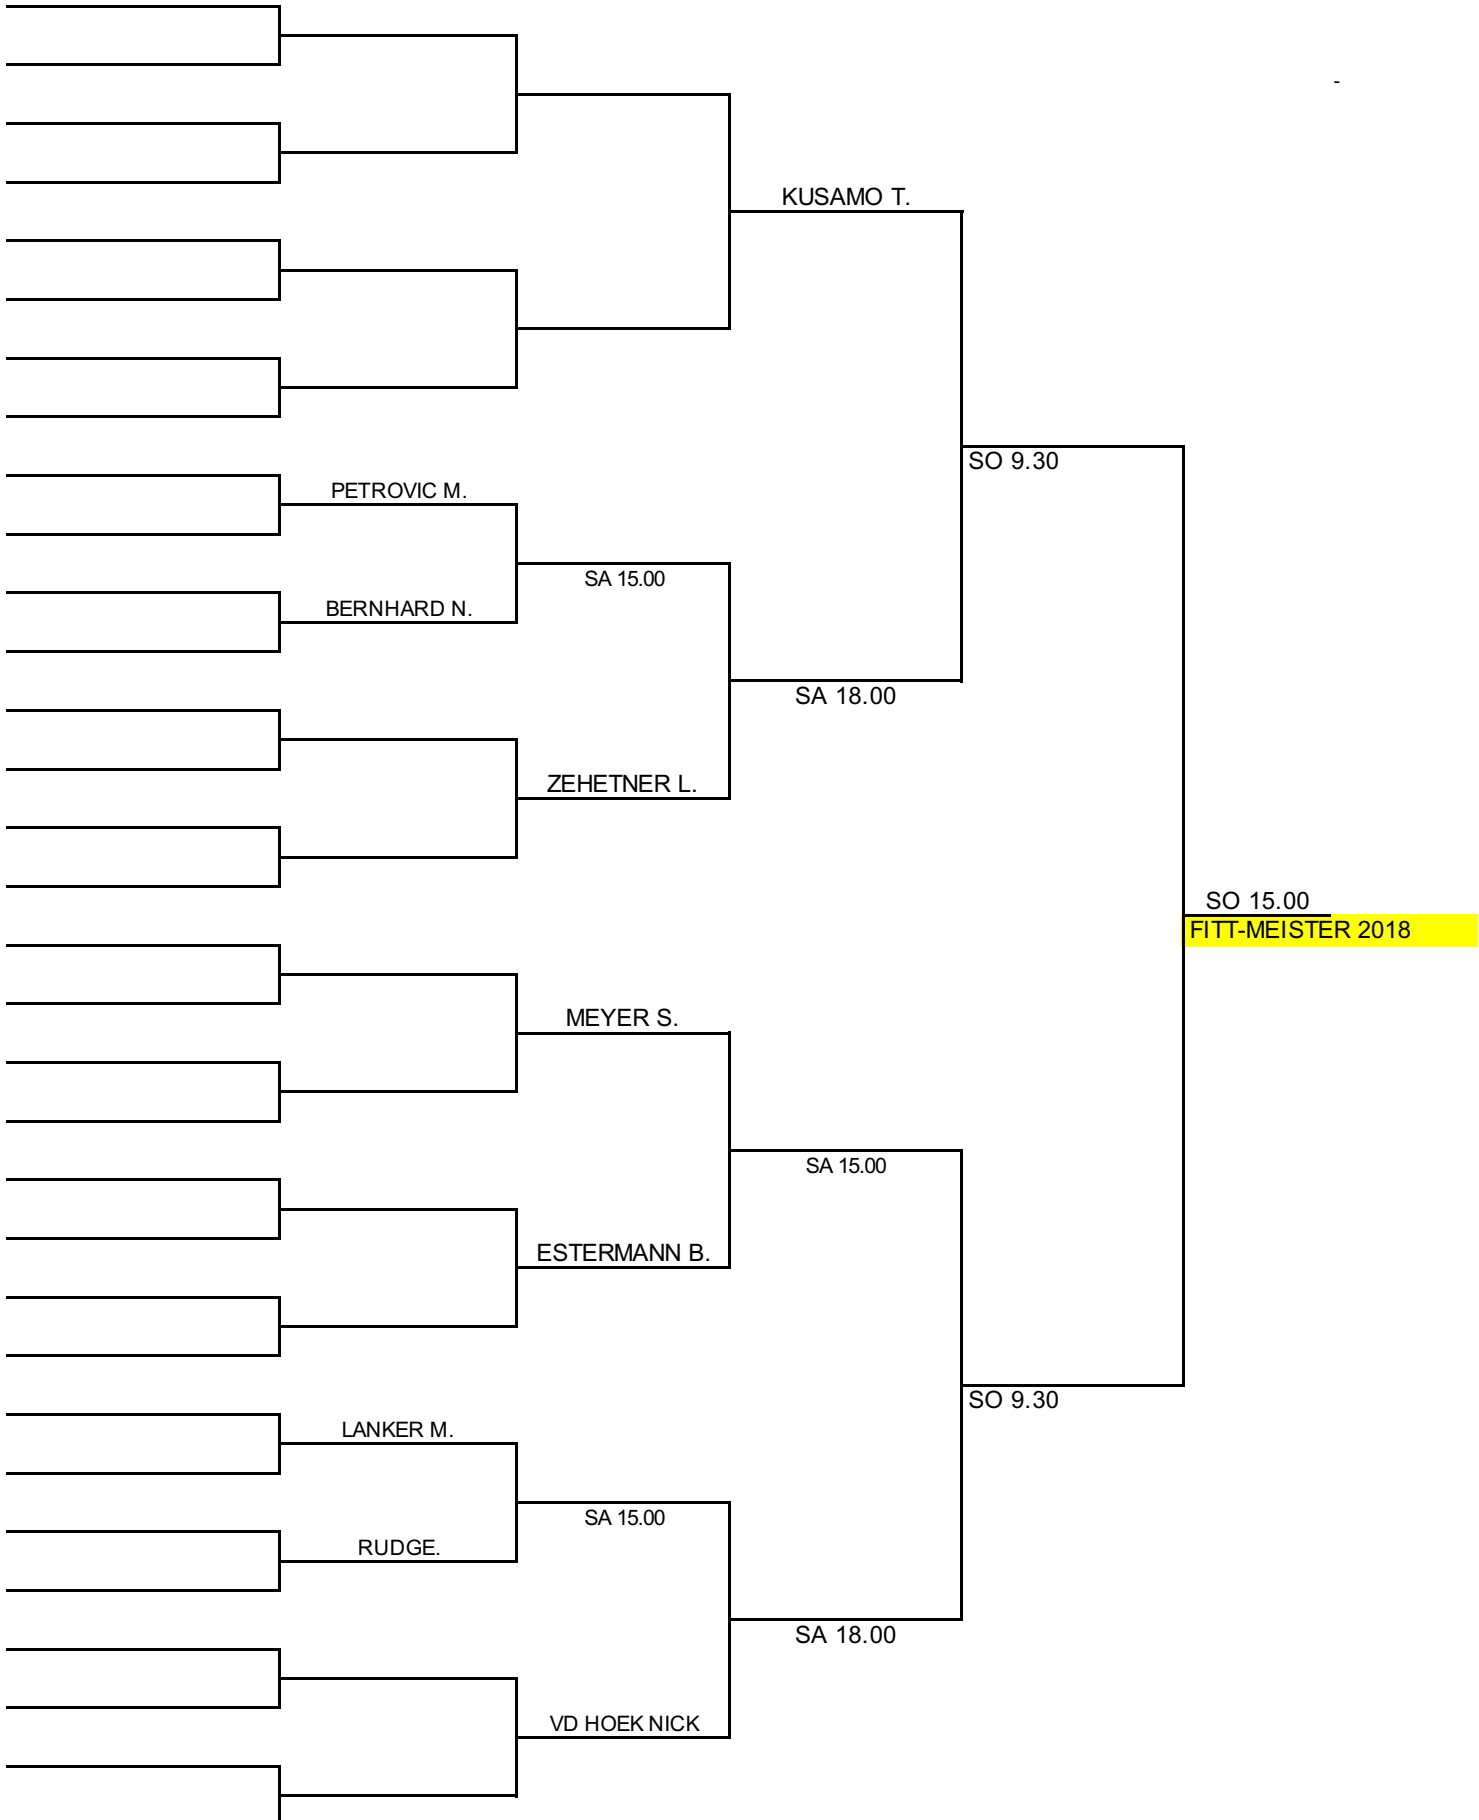 -
KUSAMO T.
SO 9.30
PETROVIC M.
SA 15.00
BERNHARD N.
SA 18.00
ZEHETNER L.
SO 15.00
FITT-MEISTER 2018
MEYER S.
SA 15.00
ESTERMANN B.
SO 9.30
LANKER M.
SA 15.00
RUDGE.
SA 18.00
VD HOEK NICK